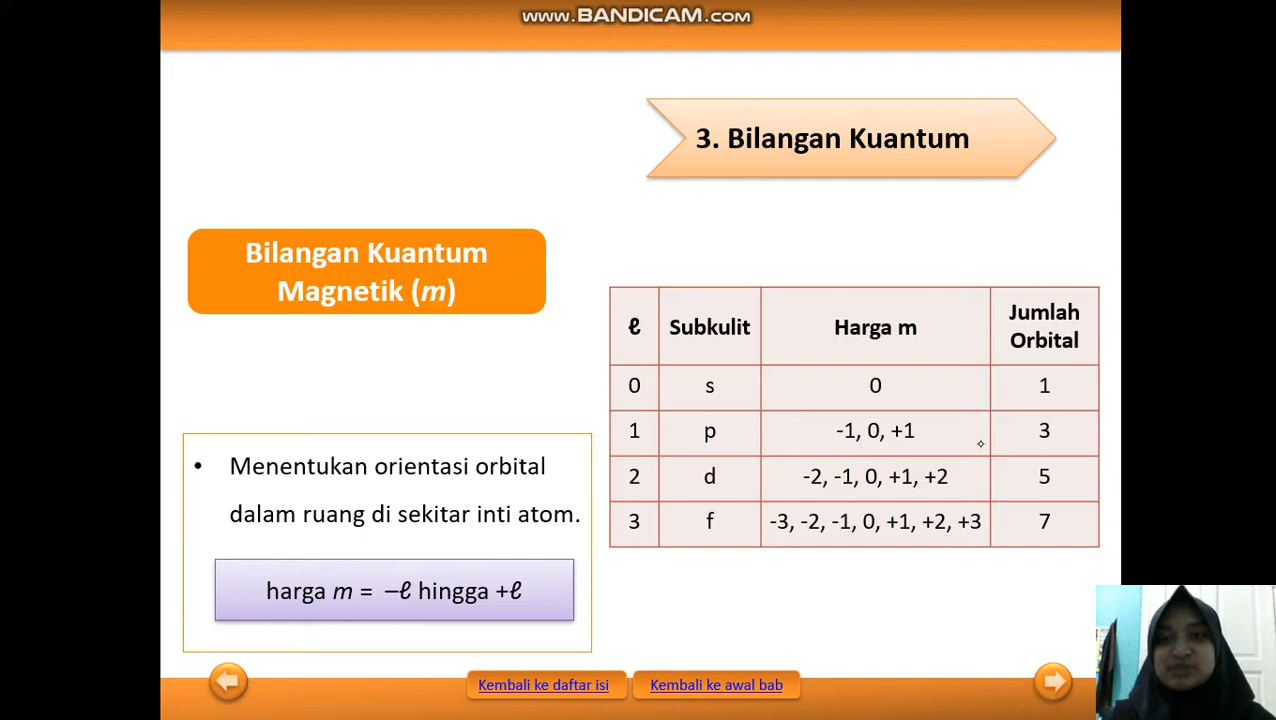 www.BANDICAM.com
3. Bilangan Kuantum
Bilangan Kuantum
Magnetik (m)
• Menentukan orientasi orbital
dalam ruang di sekitar inti atom.
harga m = –ℓ hingga +ℓ
ℓ Subkulit Harga m Jumlah Orbital
0 s 0 1
1 p -1, 0, +1 3
2 d -2, -1, 0, +1, +2 5
3 f -3, -2, -1, 0, +1, +2, +3 7
Kembali ke daftar isi
Kembali ke awal bab